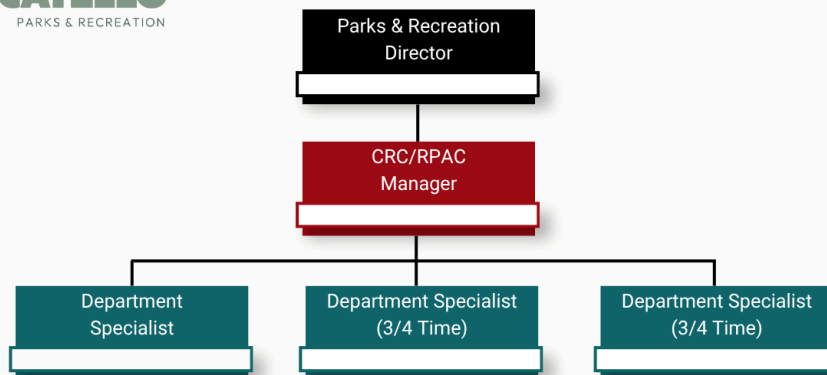 PARKS & RECREATION
Parks & Recreation
Director
CRC/RPAC
Manager
Department
Specialist
Department Specialist
(3/4 Time)
Department Specialist
(3/4 Time)